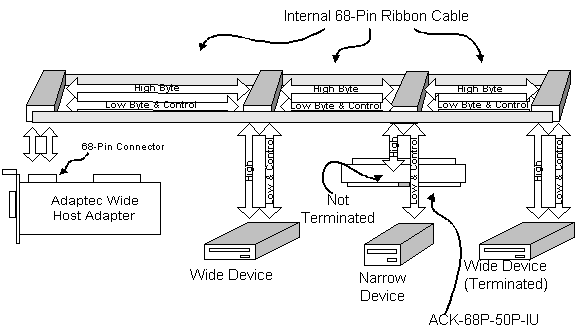 Internal 68-Pin Ribbon Cable
High Byte
High Byte
High Byte
Low Byte & Control
Low Byte & Control
Low Byte & Control
68-Pin Connector
High
Low & Control
High
Low & Control
High
Low & Control
Adaptec Wide
Host Adapter
Not
Terminated
Wide Device
Narrow
Device
Wide Device
(Terminated)
ACK-68P-50P-IU